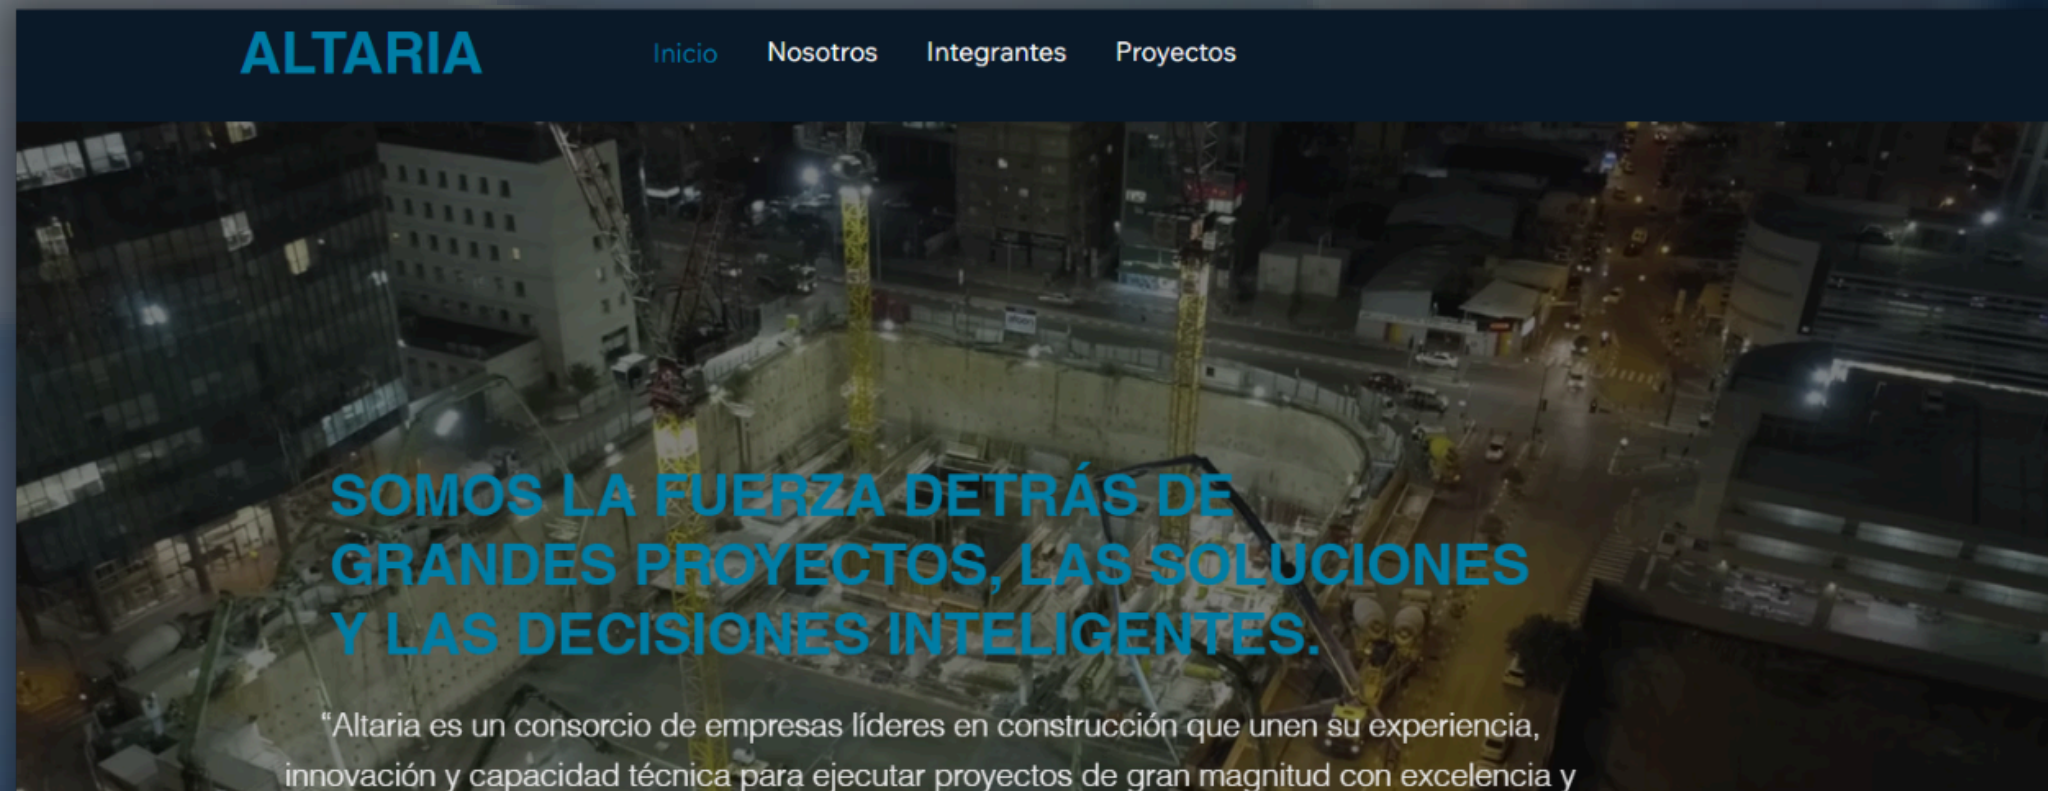 ALTARIA
Inicio Nosotros Integrantes Proyectos
SOMOS LA FUERZA DETRÁS DE
GRANDES PROYECTOS, LAS SOLUCIONES
Y LAS DECISIONES INTELIGENTES.
“Altaria es un consorcio de empresas líderes en construcción que unen su experiencia,
innovación y capacidad técnica para ejecutar proyectos de gran magnitud con excelencia y